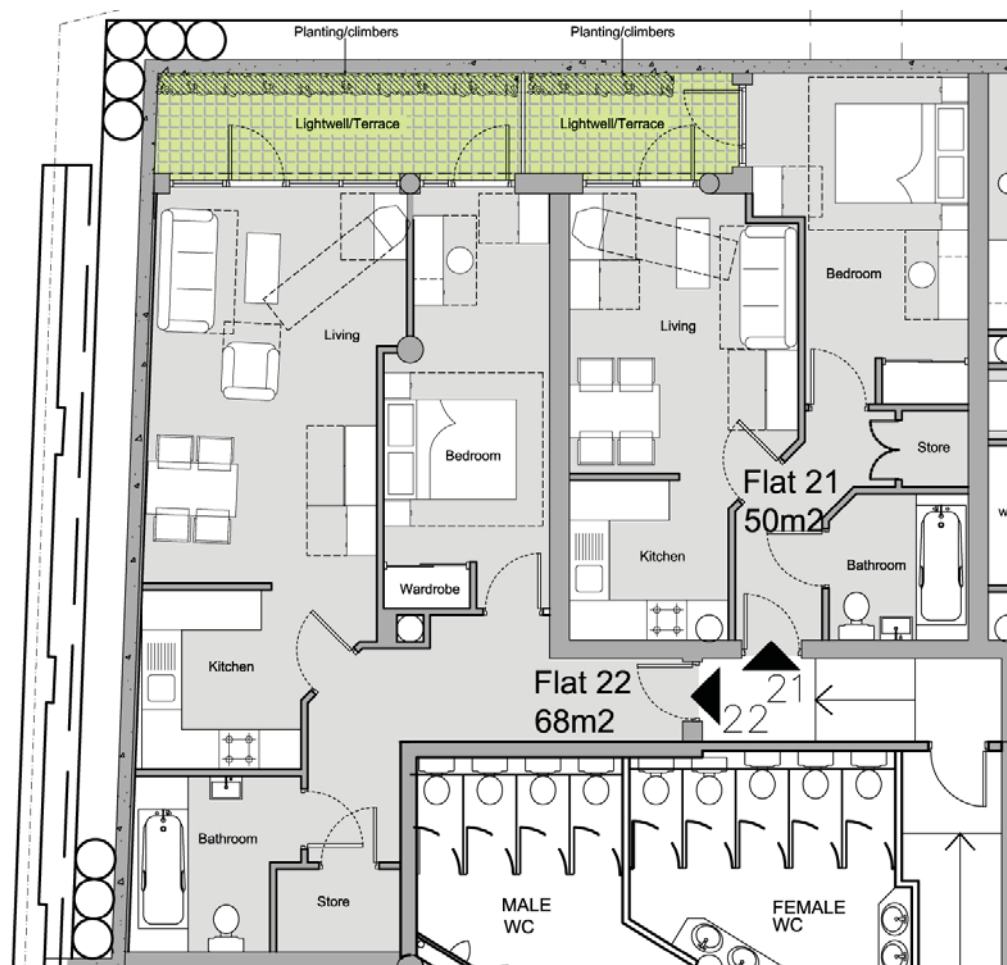 Planting/climbers
Planting/climbers
Lightwell/Terrace
Lightwell/Terrace
Bedroom
Living
Living
Store
Bedroom
Flat 21
50m2
Kitchen
Bathroom
Wardrobe
Kitchen
Flat 22
68m2
21
22
Bathroom
Store
MALE
WC
FEMALE
WC